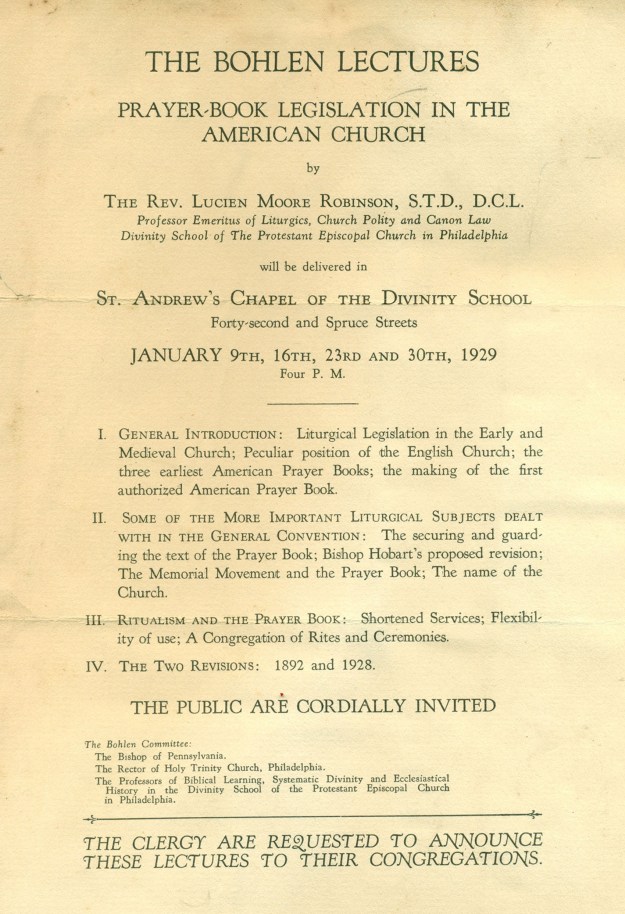 THE BOHLEN LECTURES
PRAYER-BOOK LEGISLATION IN THE
AMERICAN CHURCH
by
THE REV. LUCIEN MOORE ROBINSON, S.T.D., D.C.L.
Professor Emeritus of Liturgics, Church Polity and Canon Law
Divinity School of The Protestant Episcopal Church in Philadelphia
will be delivered in
ST. ANDREW'S CHAPEL OF THE DIVINITY SCHOOL
Forty-second and Spruce Streets
JANUARY 9TH, 16TH, 23RD AND 30TH, 1929
Four P. M.
I. GENERAL INTRODUCTION: Liturgical Legislation in the Early and
Medieval Church; Peculiar position of the English Church; the
three earliest American Prayer Books; the making of the first
authorized American Prayer Book.
II. SOME OF THE MORE IMPORTANT LITURGICAL SUBJECTS DEALT
WITH IN THE GENERAL CONVENTION: The securing and guard-
ing the text of the Prayer Book; Bishop Hobart's proposed revision;
The Memorial Movement and the Prayer Book; The name of the
Church.
III. RITUALISM AND THE PRAYER BOOK: Shortened Services; Flexibil-
ity of use; A Congregation of Rites and Ceremonies.
IV. THE TWO REVISIONS: 1892 and 1928.
THE PUBLIC ARE CORDIALLY INVITED
The Bohlen Committee:
The Bishop of Pennsylvania.
The Rector of Holy Trinity Church, Philadelphia.
The Professors of Biblical Learning, Systematic Divinity and Ecclesiastical
History in the Divinity School of the Protestant Episcopal Church
in Philadelphia.
THE CLERGY ARE REQUESTED TO ANNOUNCE
THESE LECTURES TO THEIR CONGREGATIONS.